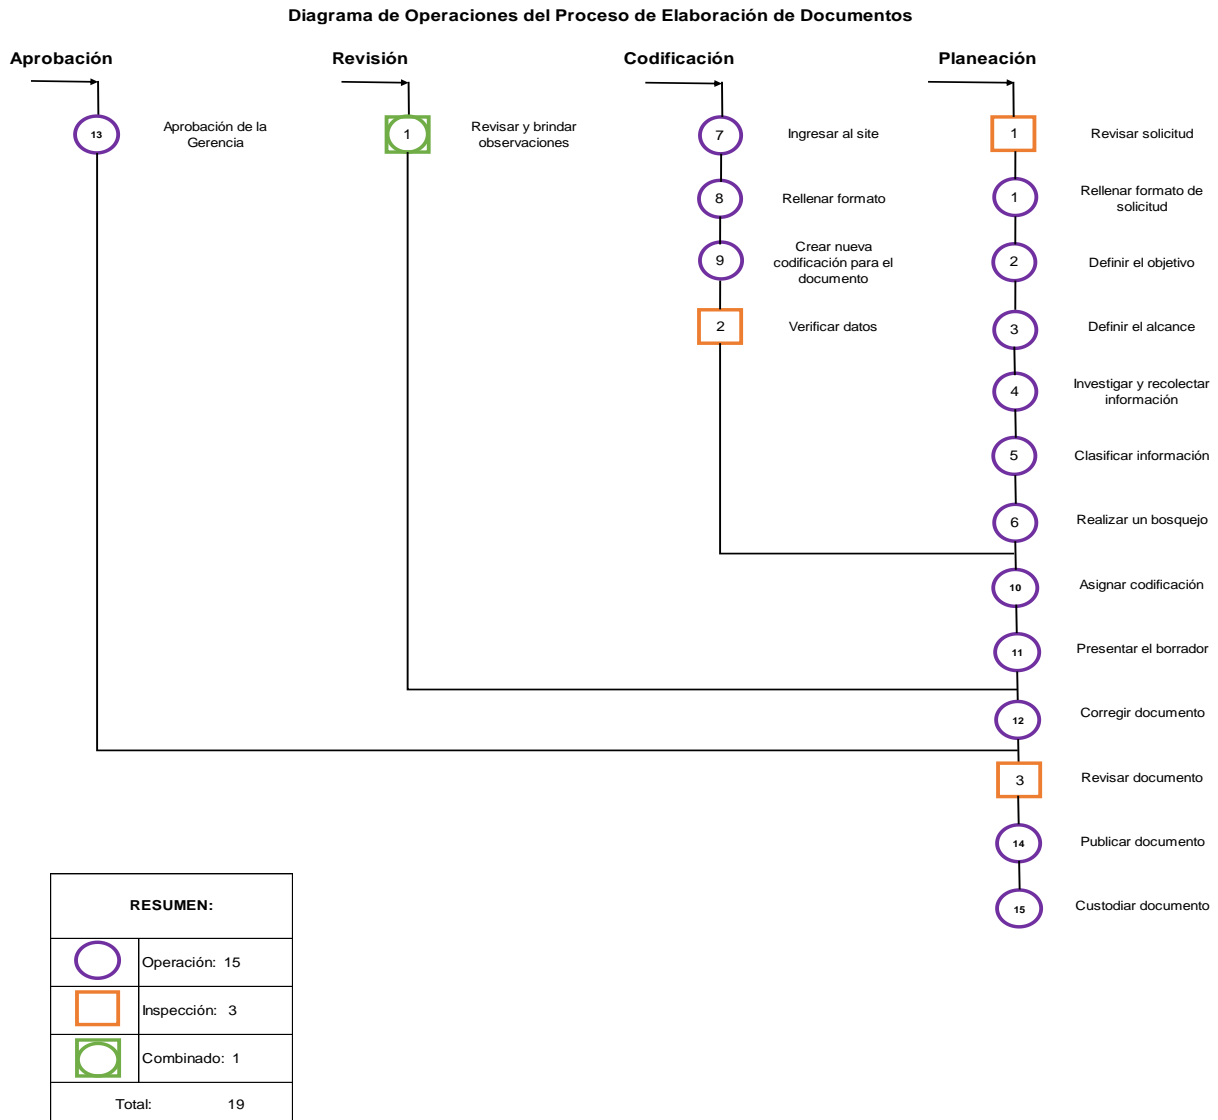 Diagrama de Operaciones del Proceso de Elaboración de Documentos
Aprobación
Revisión
Codificación
Planeación
13
Aprobación de la
Gerencia
1
Revisar y brindar
observaciones
7
Ingresar al site
8
Rellenar formato
9
Crear nueva
codificación para el
documento
2
Verificar datos
1
Revisar solicitud
1
Rellenar formato de
solicitud
2
Definir el objetivo
3
Definir el alcance
4
Investigar y recolectar
información
5
Clasificar información
6
Realizar un bosquejo
10
Asignar codificación
11
Presentar el borrador
12
Corregir documento
3
Revisar documento
14
Publicar documento
15
Custodiar documento
RESUMEN:
Operación: 15
Inspección: 3
Combinado: 1
Total: 19